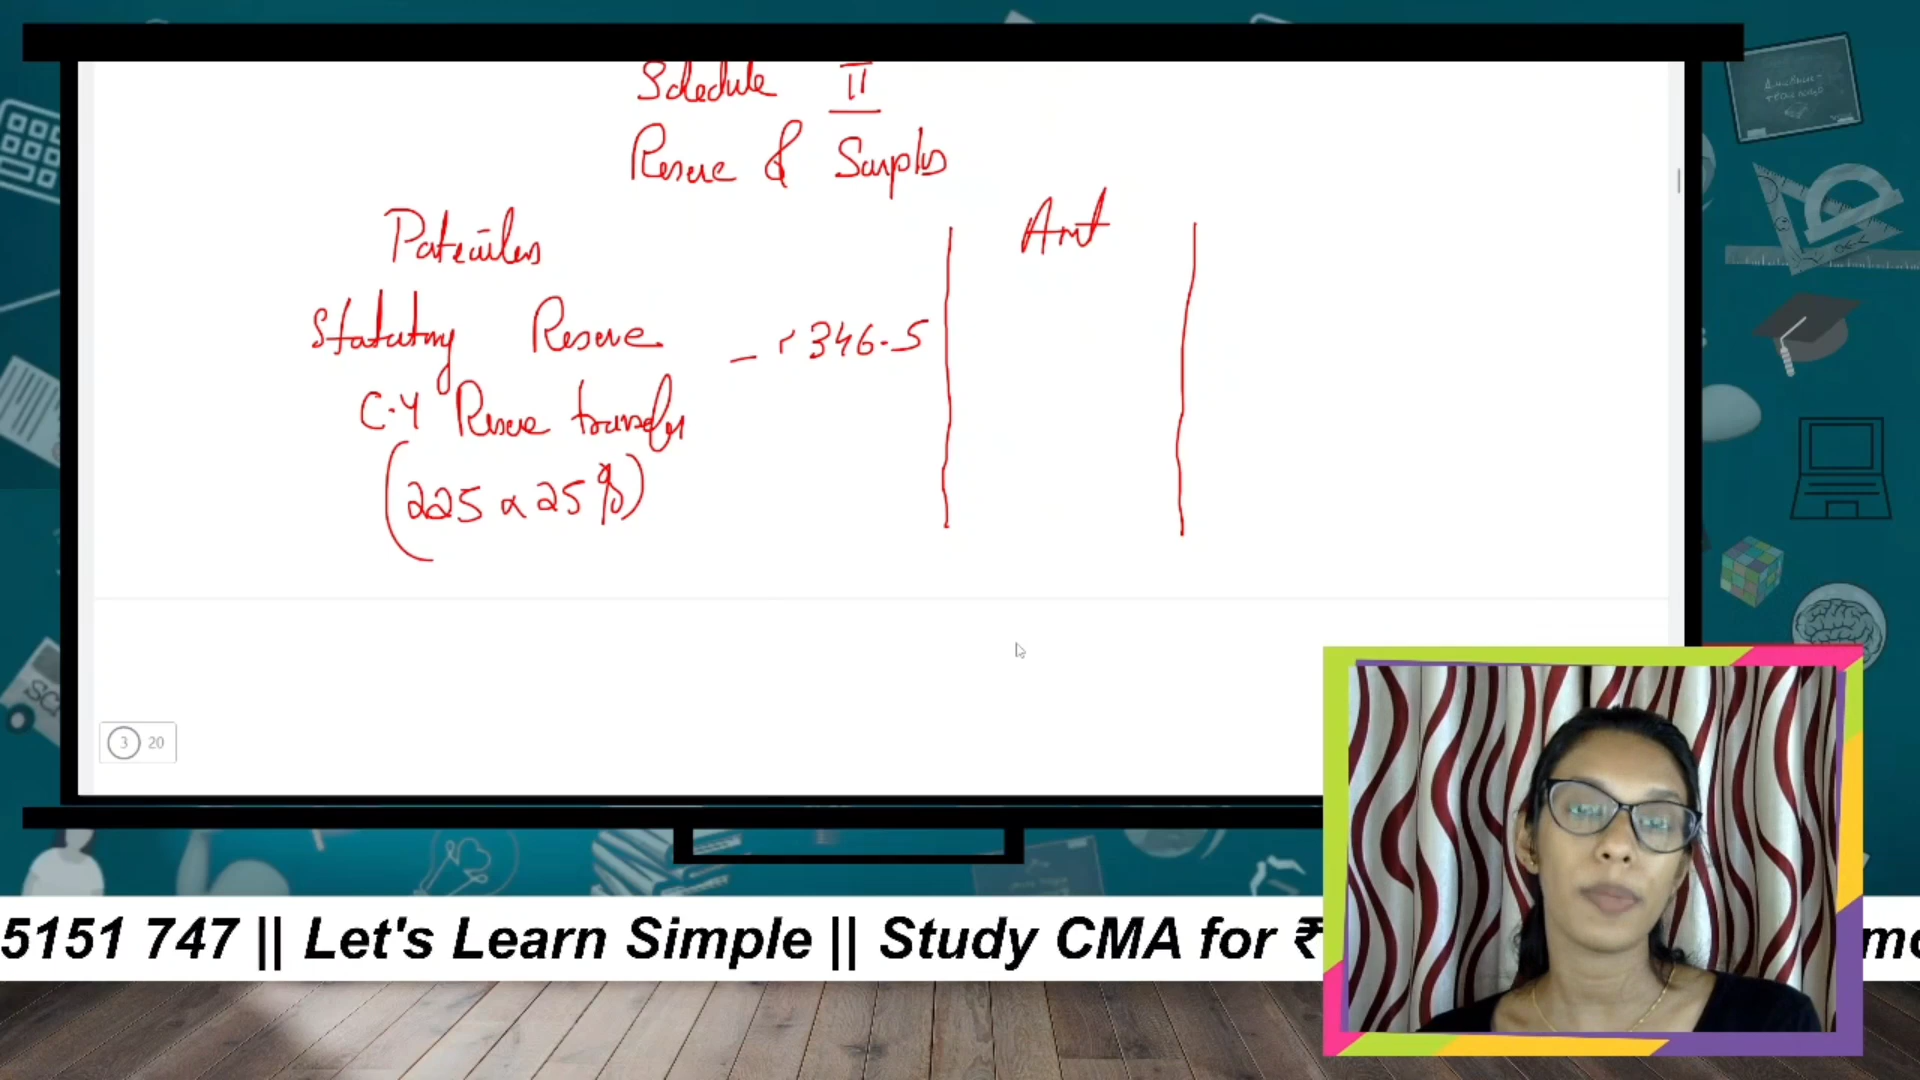 Schedule II
Reserve & Surplus
Particulars Amt
Statutory Reserve - 346.5
C.Y Reserve transfer
(225 x 25%)
3 20
5151 747 || Let's Learn Simple || Study CMA for ₹